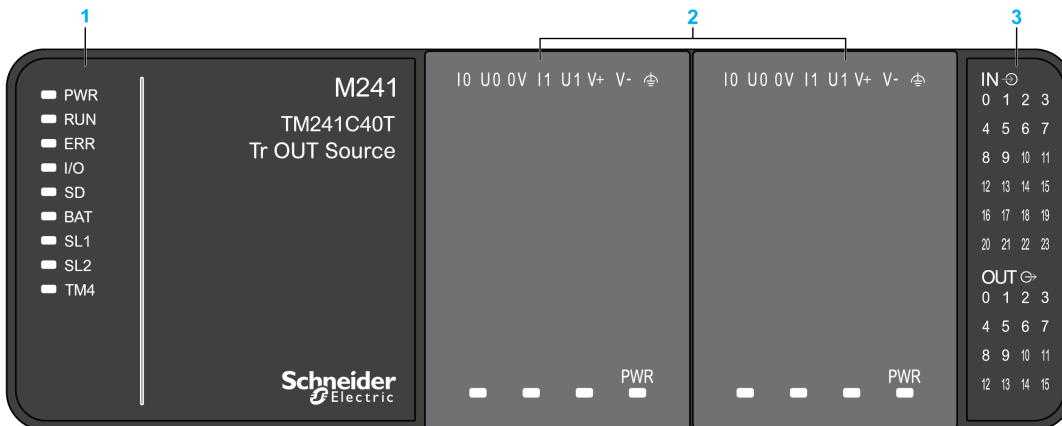 1
2
3
PWR
RUN
ERR
I/O
SD
BAT
SL1
SL2
TM4
M241
TM241C40T
Tr OUT Source
Schneider
Electric
I0 U0 0V I1 U1 V+ V-
PWR
I0 U0 0V I1 U1 V+ V-
PWR
IN
0 1 2 3
4 5 6 7
8 9 10 11
12 13 14 15
16 17 18 19
20 21 22 23
OUT
0 1 2 3
4 5 6 7
8 9 10 11
12 13 14 15